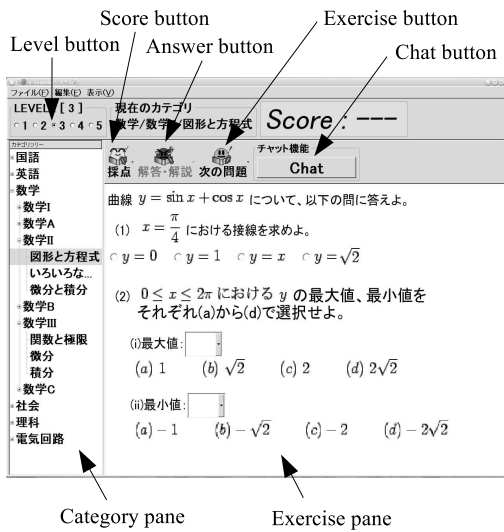 Score button
Exercise button
Level button
Answer button
Chat button
ファイル(F) 編集(E) 表示(V)
LEVEL [ 3 ]
現在のカテゴリ
1 2 3 4 5
数学/数学 /図形と方程式
Score : ---
カテゴリツリー
採点
解答・解説
次の問題
チャット機能
Chat
国語
英語
数学
数学I
数学A
数学II
図形と方程式
いろいろな...
微分と積分
数学B
数学III
関数と極限
微分
積分
数学C
社会
理科
電気回路
曲線 y = sin x + cos x について、以下の問に答えよ。
(1) x = π/4 における接線を求めよ。
y = 0 y = 1 y = x y = √2
(2) 0 ≤ x ≤ 2π における y の最大値、最小値を
それぞれ(a)から(d)で選択せよ。
(i)最大値:
(a) 1 (b) √2 (c) 2 (d) 2√2
(ii)最小値:
(a) − 1 (b) − √2 (c) − 2 (d) − 2√2
Category pane
Exercise pane